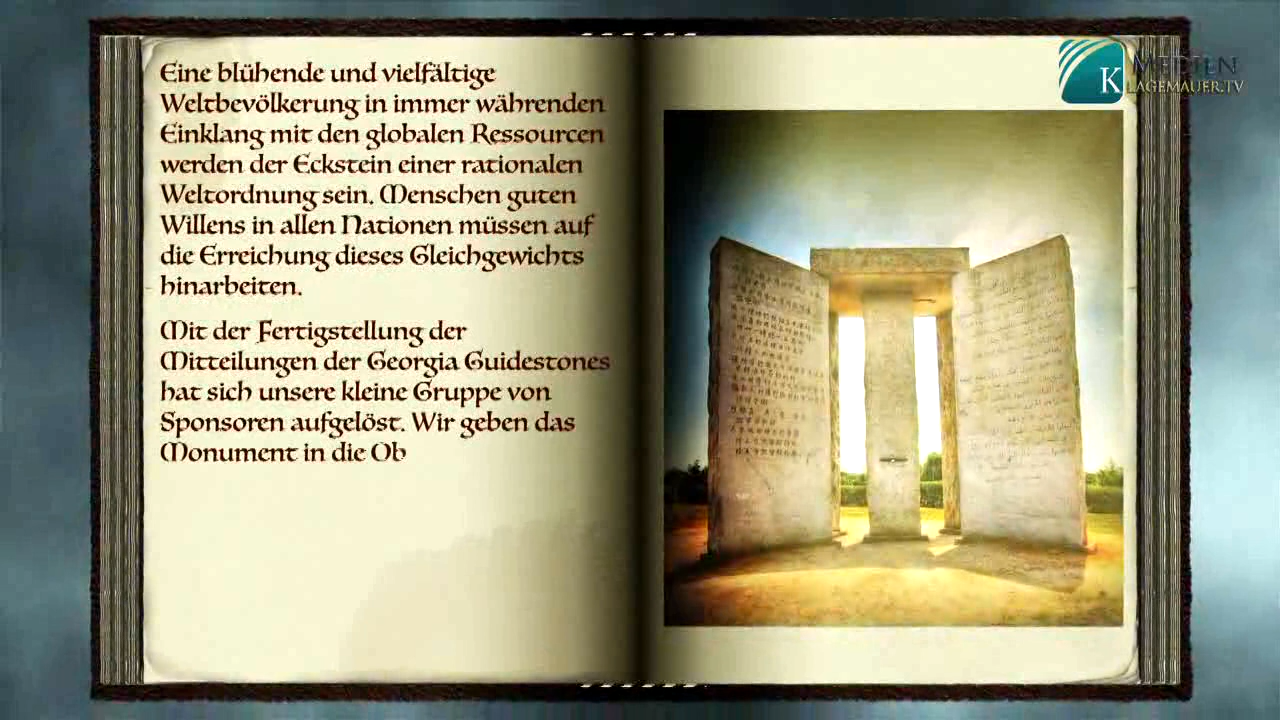 Eine blühende und vielfältige
Weltbevölkerung in immer währenden
Einklang mit den globalen Ressourcen
werden der Eckstein einer rationalen
Weltordnung sein. Menschen guten
Willens in allen Nationen müssen auf
die Erreichung dieses Gleichgewichts
hinarbeiten.
Mit der Fertigstellung der
Mitteilungen der Georgia Guidestones
hat sich unsere kleine Gruppe von
Sponsoren aufgelöst. Wir geben das
Monument in die Ob
MEDIEN
KLAGEMAUER.TV